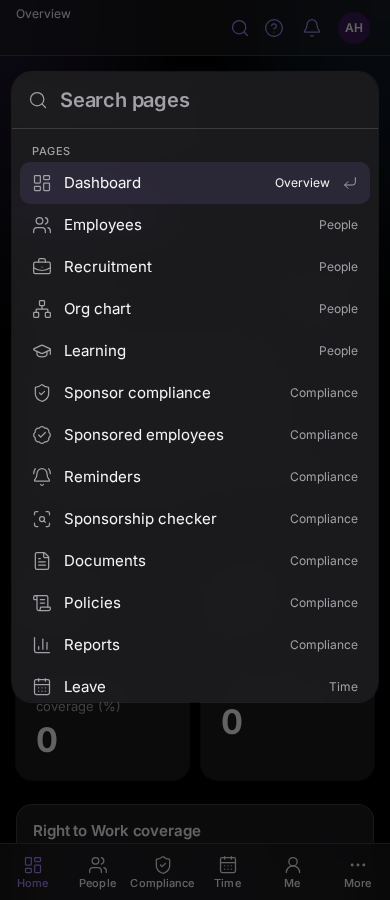 Overview
AH
Search pages
PAGES
Dashboard Overview
Employees People
Recruitment People
Org chart People
Learning People
Sponsor compliance Compliance
Sponsored employees Compliance
Reminders Compliance
Sponsorship checker Compliance
Documents Compliance
Policies Compliance
Reports Compliance
Leave Time
coverage (%)
0
0
Right to Work coverage
Home People Compliance Time Me More